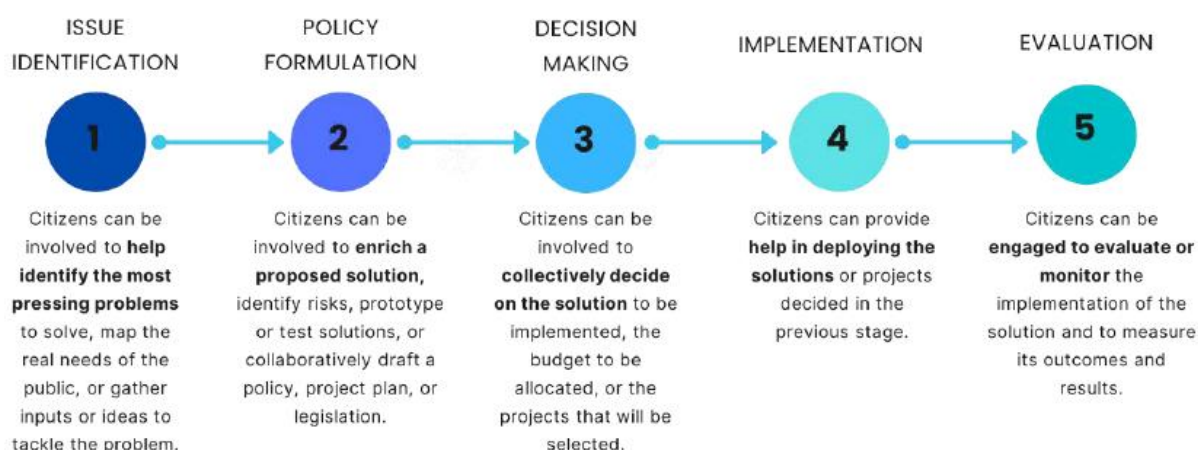 ISSUE
IDENTIFICATION
1
Citizens can be
involved to help
identify the most
pressing problems
to solve, map the
real needs of the
public, or gather
inputs or ideas to
tackle the problem.
POLICY
FORMULATION
2
Citizens can be
involved to enrich a
proposed solution,
identify risks, prototype
or test solutions, or
collaboratively draft a
policy, project plan, or
legislation.
DECISION
MAKING
3
Citizens can be
involved to
collectively decide
on the solution to be
implemented, the
budget to be
allocated, or the
projects that will be
selected.
IMPLEMENTATION
4
Citizens can provide
help in deploying the
solutions or projects
decided in the
previous stage.
EVALUATION
5
Citizens can be
engaged to evaluate or
monitor the
implementation of the
solution and to measure
its outcomes and
results.